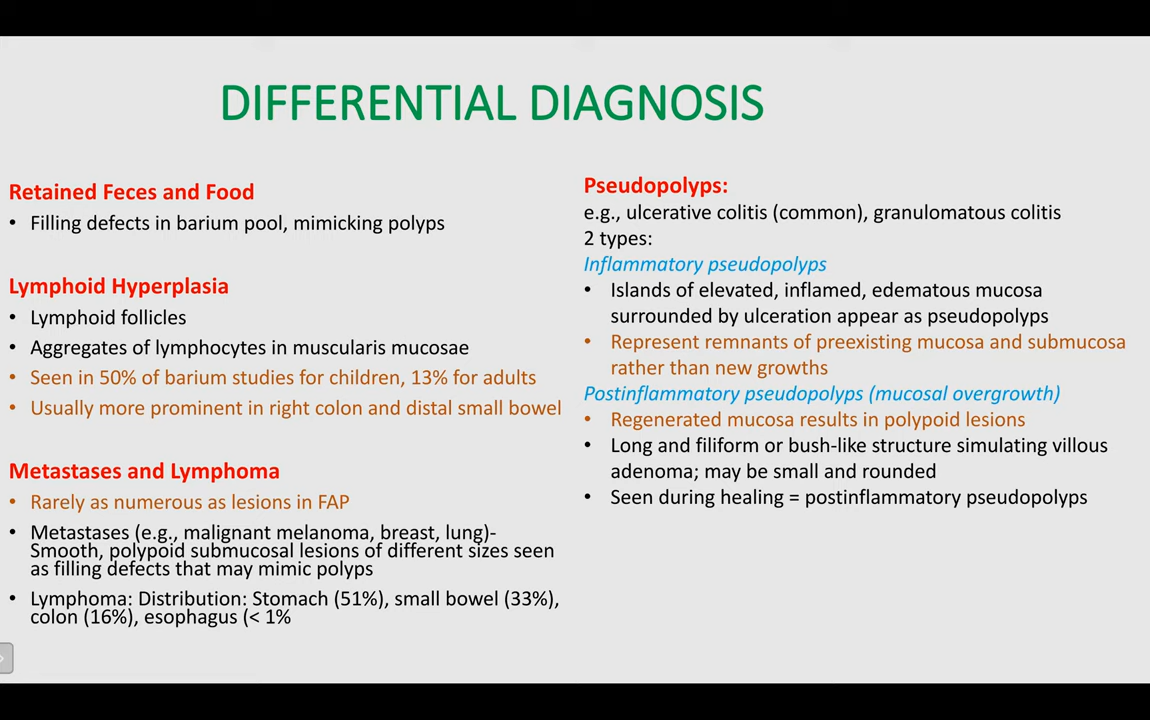 DIFFERENTIAL DIAGNOSIS
Retained Feces and Food
• Filling defects in barium pool, mimicking polyps
Lymphoid Hyperplasia
• Lymphoid follicles
• Aggregates of lymphocytes in muscularis mucosae
• Seen in 50% of barium studies for children, 13% for adults
• Usually more prominent in right colon and distal small bowel
Metastases and Lymphoma
• Rarely as numerous as lesions in FAP
• Metastases (e.g., malignant melanoma, breast, lung)-
Smooth, polypoid submucosal lesions of different sizes seen
as filling defects that may mimic polyps
• Lymphoma: Distribution: Stomach (51%), small bowel (33%),
colon (16%), esophagus (< 1%
Pseudopolyps:
e.g., ulcerative colitis (common), granulomatous colitis
2 types:
Inflammatory pseudopolyps
• Islands of elevated, inflamed, edematous mucosa
surrounded by ulceration appear as pseudopolyps
• Represent remnants of preexisting mucosa and submucosa
rather than new growths
Postinflammatory pseudopolyps (mucosal overgrowth)
• Regenerated mucosa results in polypoid lesions
• Long and filiform or bush-like structure simulating villous
adenoma; may be small and rounded
• Seen during healing = postinflammatory pseudopolyps